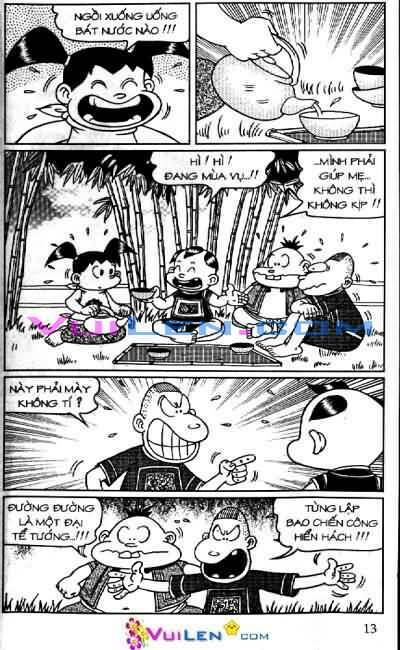 NGỒI XUỐNG UỐNG
BÁT NƯỚC NÀO !!!
HÌ ! HÌ !
ĐANG MÙA VỤ...!!
...MÌNH PHẢI
GIÚP MẸ...
KHÔNG THÌ
KHÔNG KỊP !!
VUILEN.COM
NÀY PHẢI MÀY
KHÔNG TÍ ?
ĐƯỜNG ĐƯỜNG
LÀ MỘT ĐẠI
TỂ TƯỚNG...!!!
TỪNG LẬP
BAO CHIẾN CÔNG
HIỂN HÁCH !!!
13
VUILEN.COM